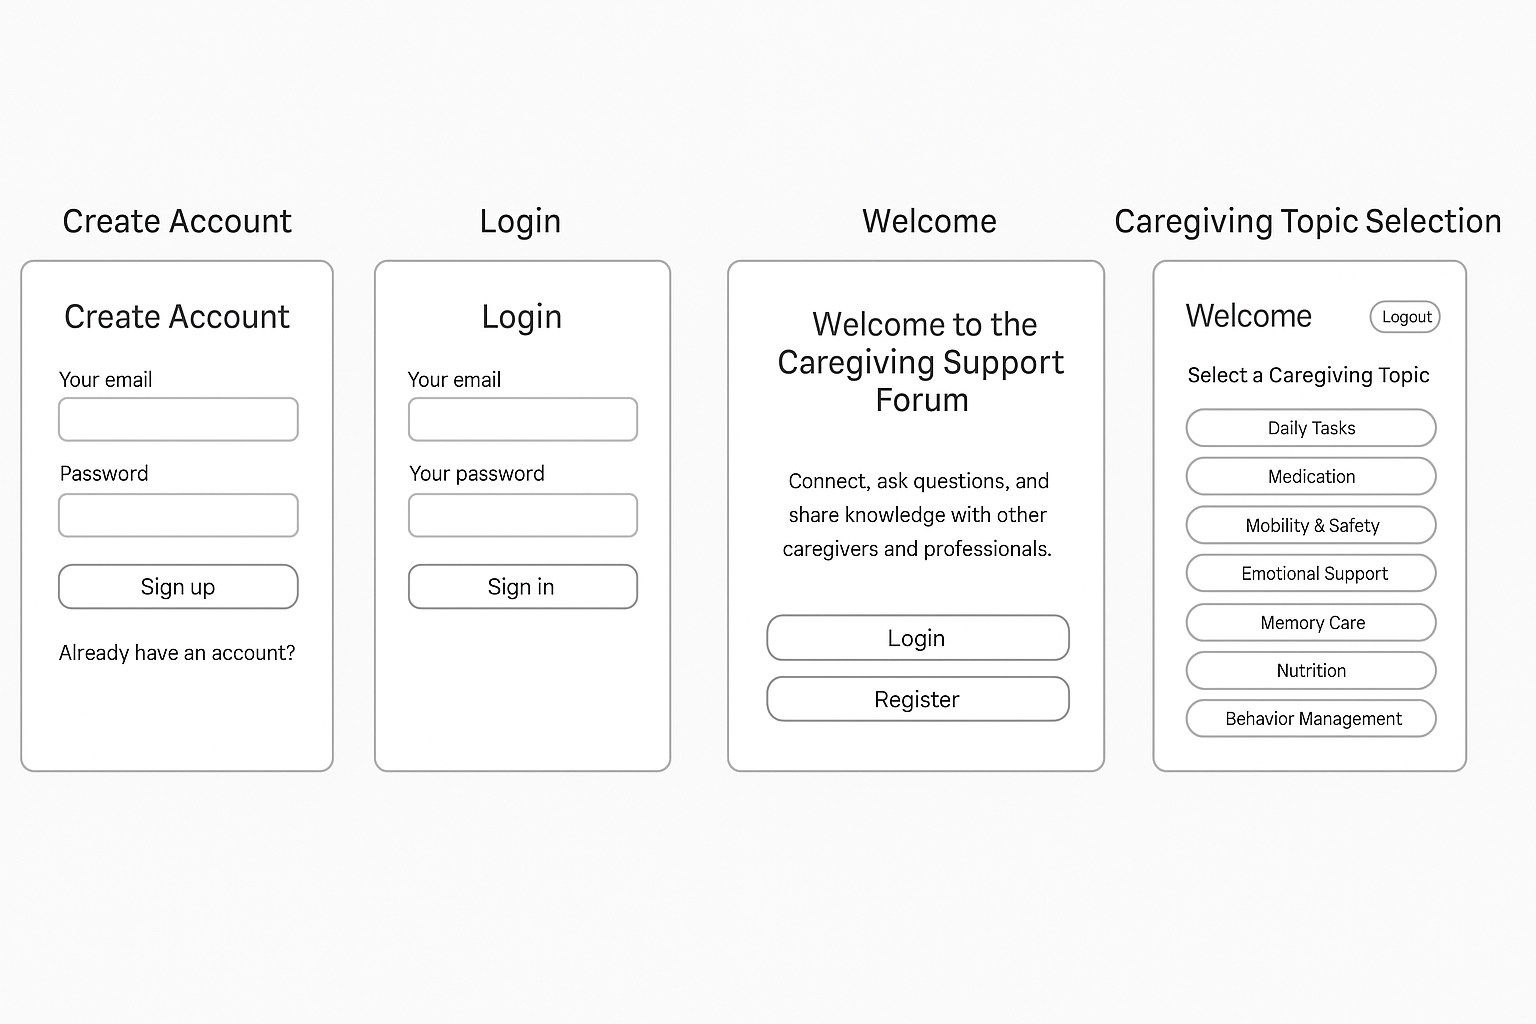 Create Account
Create Account
Your email
Password
Sign up
Already have an account?
Login
Login
Your email
Your password
Sign in
Welcome
Welcome to the
Caregiving Support
Forum
Connect, ask questions, and
share knowledge with other
caregivers and professionals.
Login
Register
Caregiving Topic Selection
Welcome
Logout
Select a Caregiving Topic
Daily Tasks
Medication
Mobility & Safety
Emotional Support
Memory Care
Nutrition
Behavior Management